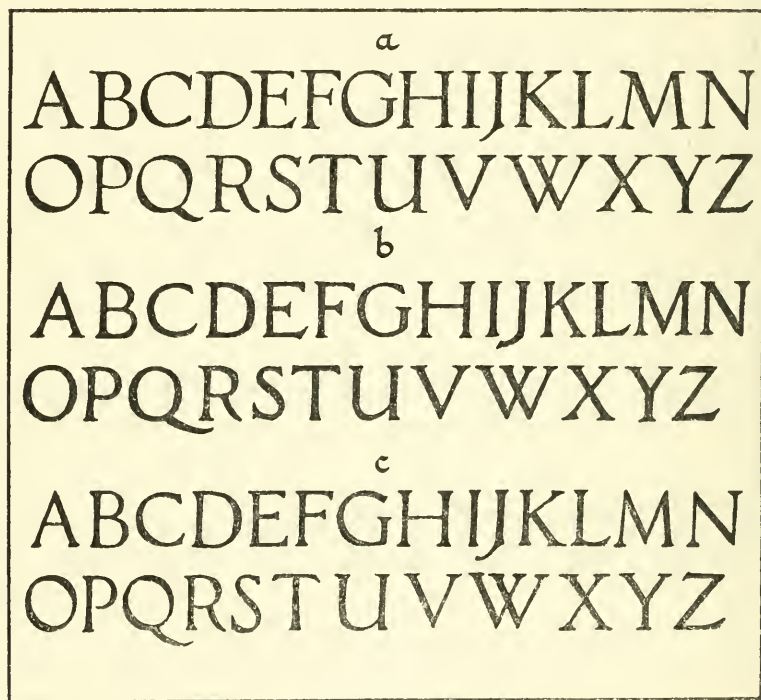 a
ABCDEFGHIJKLMN
OPQRSTUVWXYZ
b
ABCDEFGHIJKLMN
OPQRSTUVWXYZ
c
ABCDEFGHIJKLMN
OPQRSTUVWXYZ